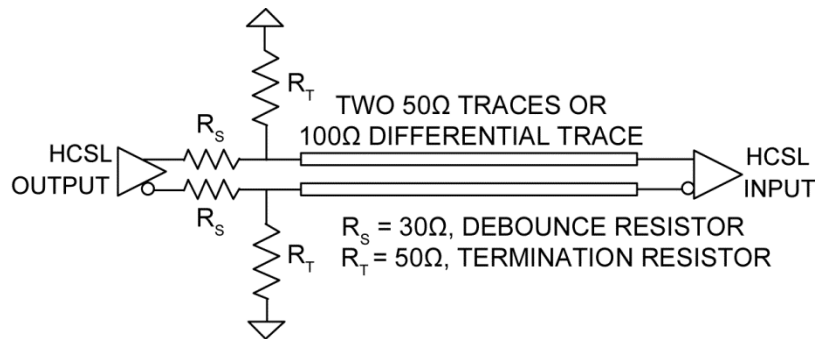 R_T
TWO 50Ω TRACES OR
100Ω DIFFERENTIAL TRACE
R_S
HCSL
OUTPUT
HCSL
INPUT
R_S
R_T
R_S = 30Ω, DEBOUNCE RESISTOR
R_T = 50Ω, TERMINATION RESISTOR